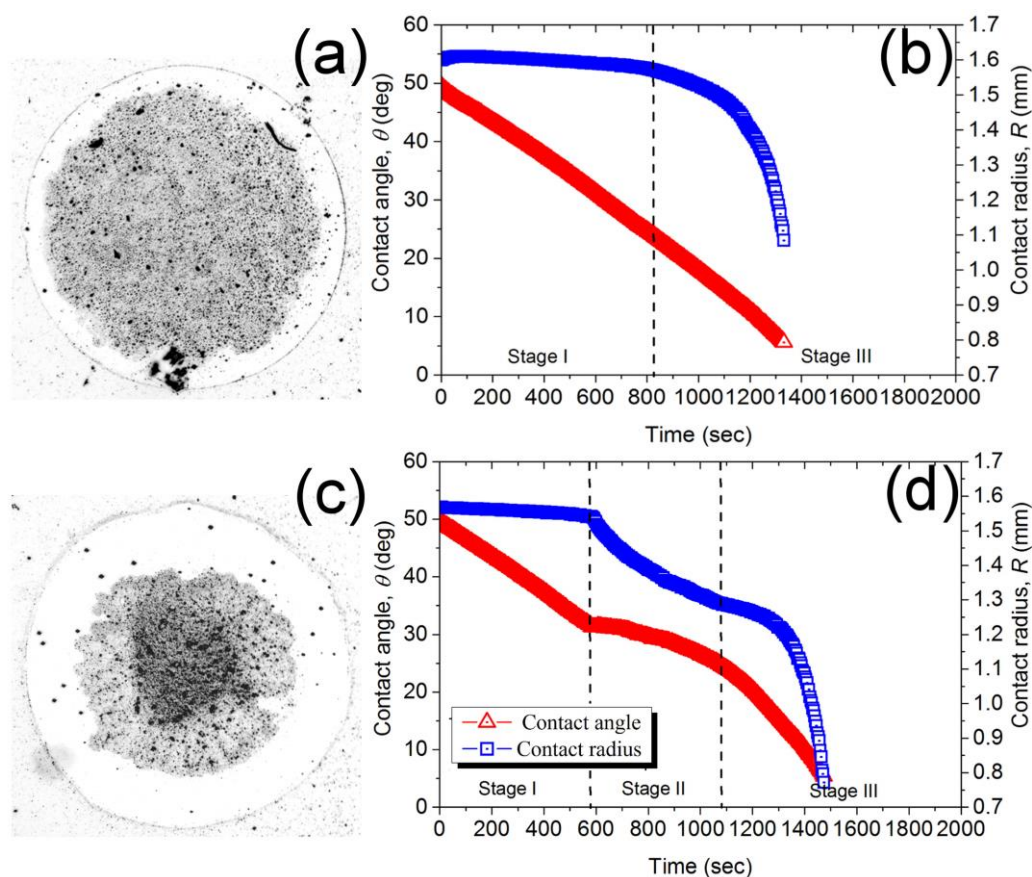 (a)
(b)
60
50
40
30
20
10
0
Contact angle, θ (deg)
1.7
1.6
1.5
1.4
1.3
1.2
1.1
1.0
0.9
0.8
0.7
Contact radius, R (mm)
Stage I
Stage III
0 200 400 600 800 1000 1200 1400 1600 1800 2000
Time (sec)
(c)
(d)
60
50
40
30
20
10
0
Contact angle, θ (deg)
1.7
1.6
1.5
1.4
1.3
1.2
1.1
1.0
0.9
0.8
0.7
Contact radius, R (mm)
Contact angle
Contact radius
Stage I
Stage II
Stage III
0 200 400 600 800 1000 1200 1400 1600 1800 2000
Time (sec)